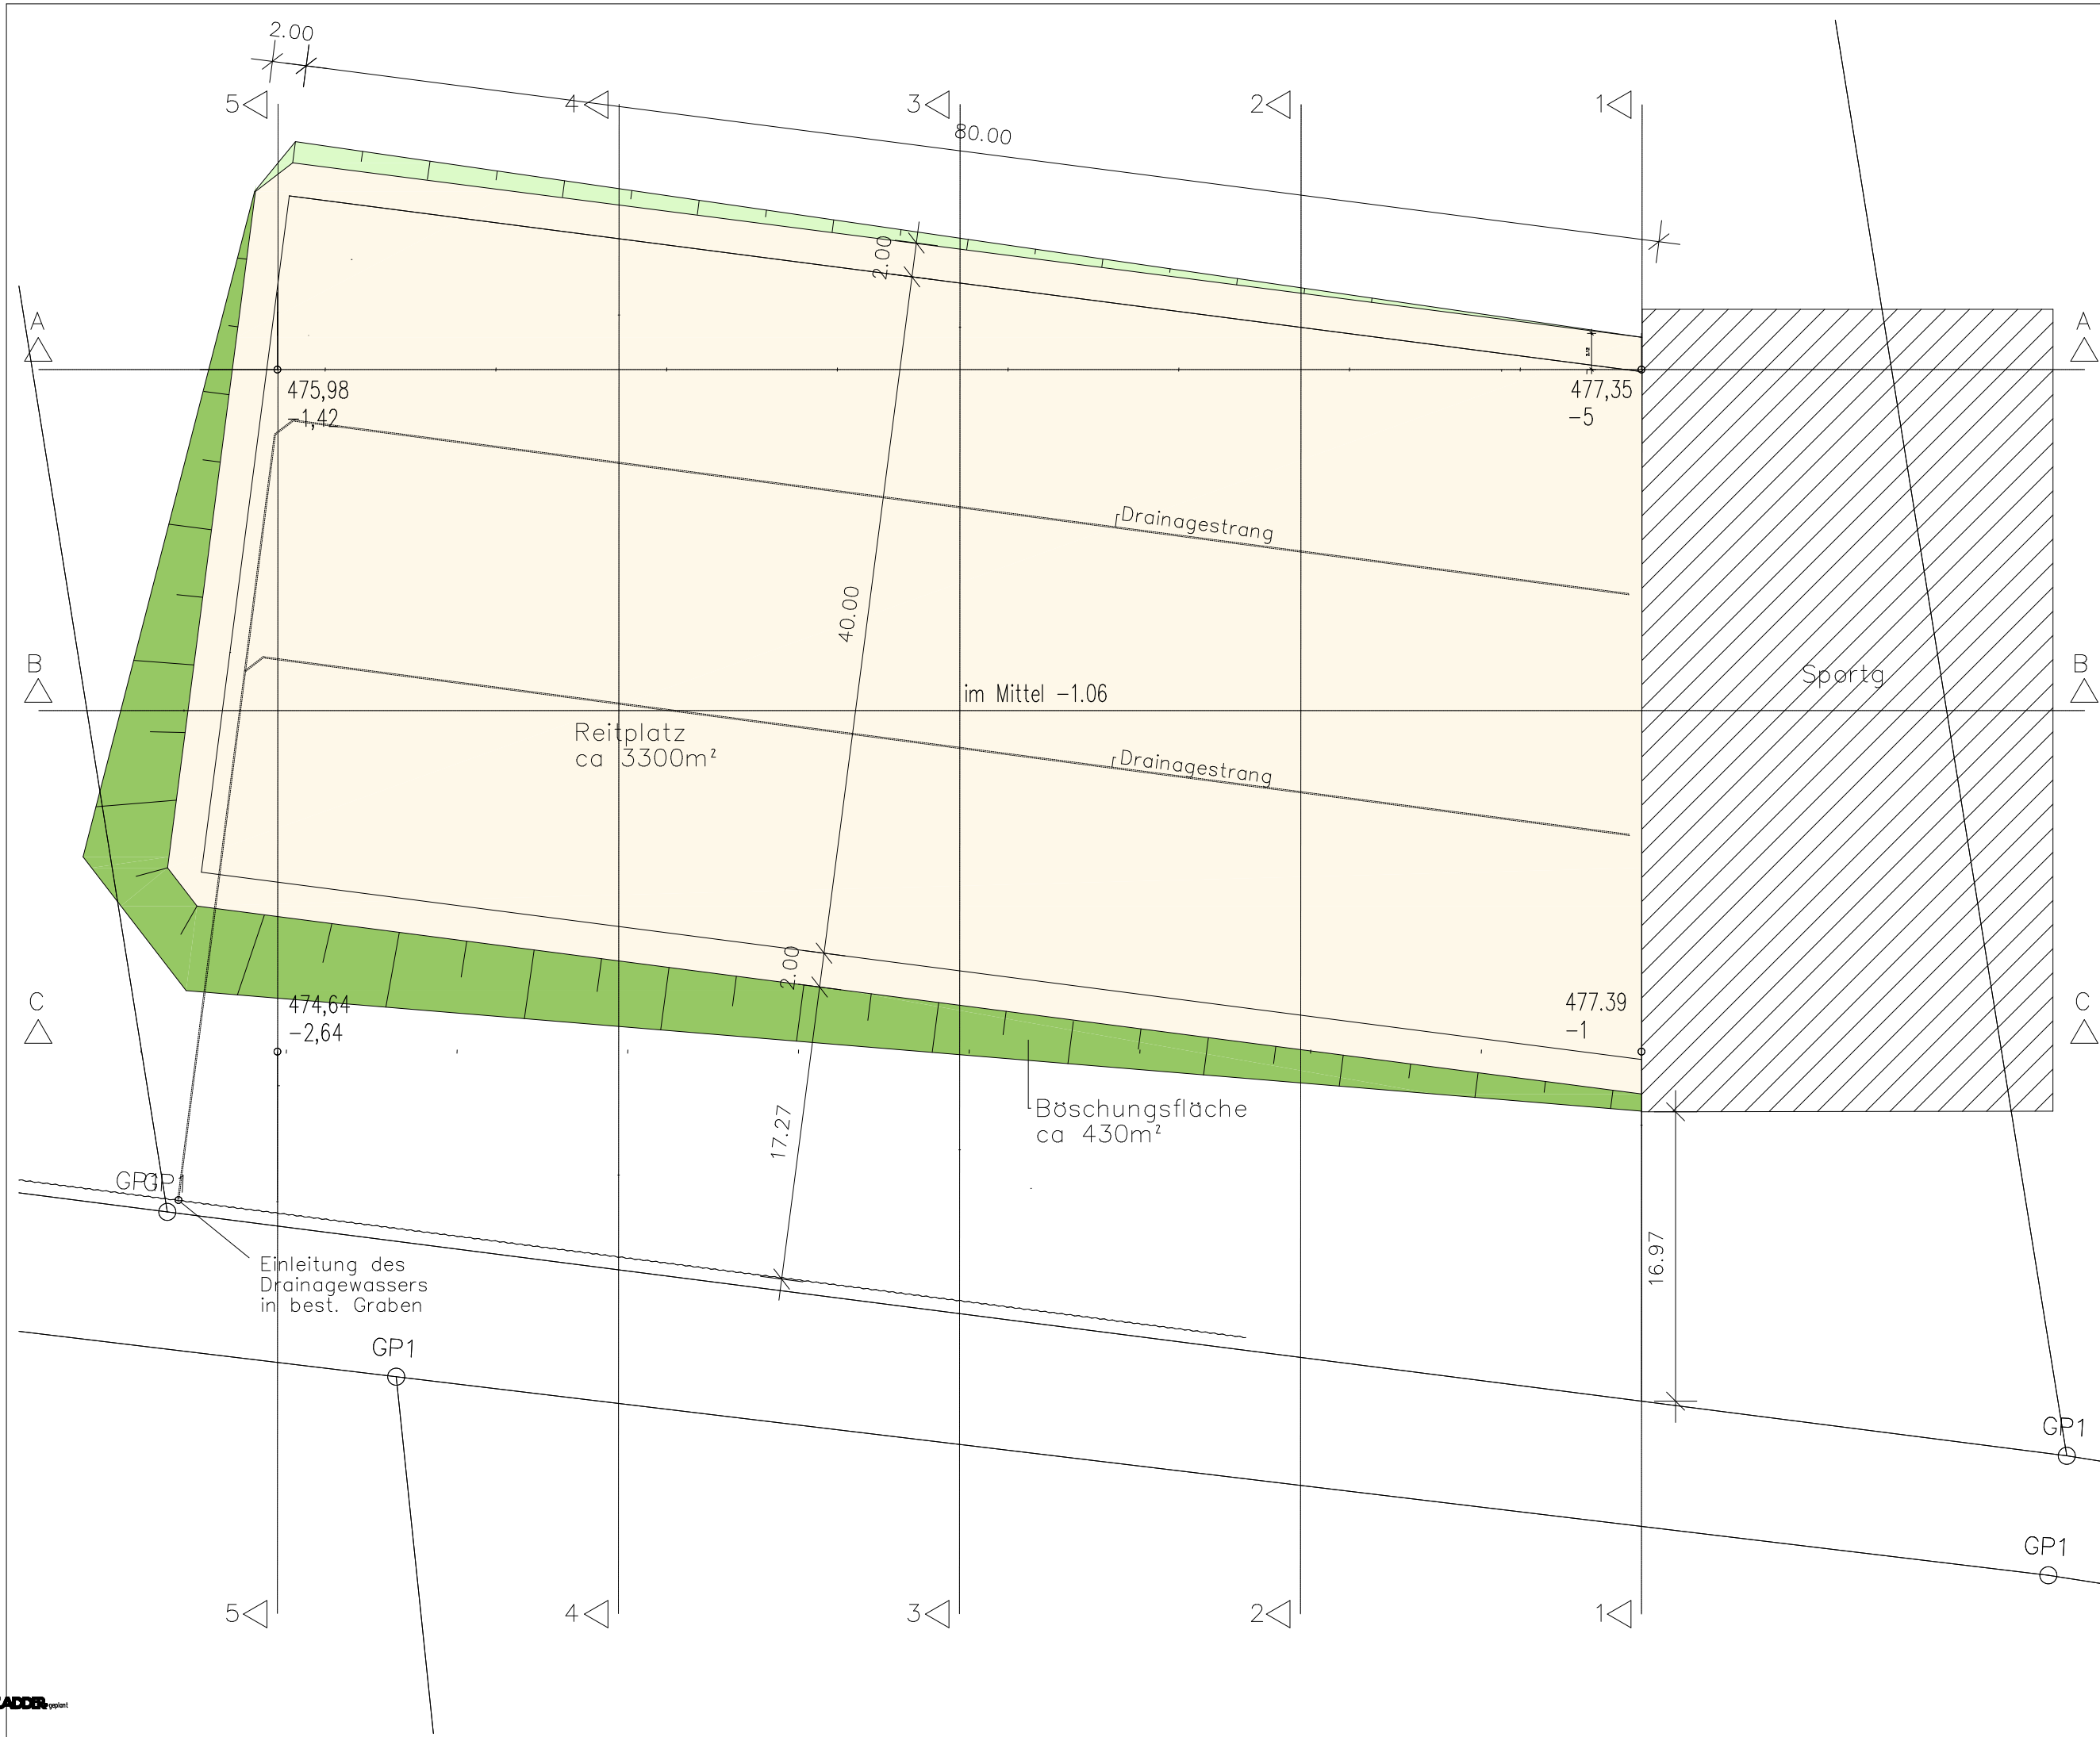 2.00
5
4
3
2
1
80.00
2.00
A
A
475,98
-1,42
477,35
-5
Drainagestrang
40.00
B
B
Sportg
im Mittel -1.06
Reitplatz
ca 3300m²
Drainagestrang
2.00
C
C
474,64
-2,64
477.39
-1
Böschungsfläche
ca 430m²
17.27
GP1
GP1
16.97
Einleitung des
Drainagewassers
in best. Graben
GP1
GP1
GP1
5
4
3
2
1
ADDER geplant